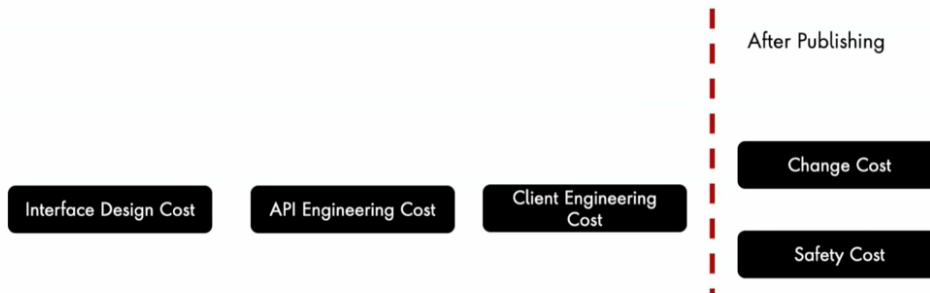 After Publishing
Interface Design Cost
API Engineering Cost
Client Engineering
Cost
Change Cost
Safety Cost